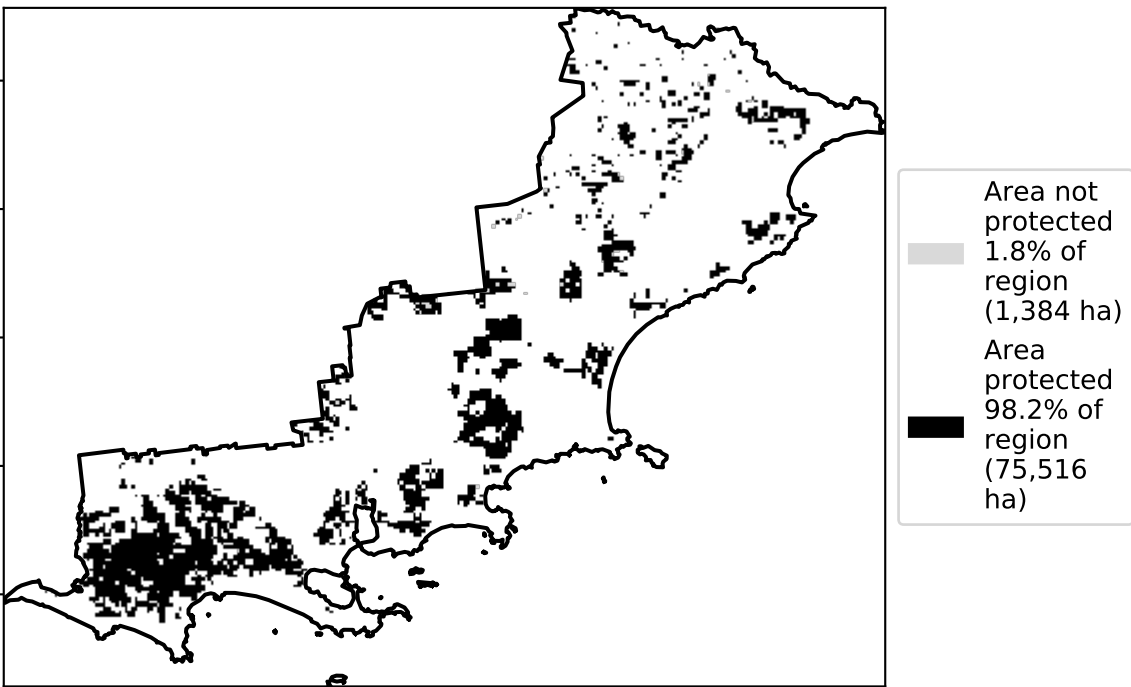 Area not
protected
1.8% of
region
(1,384 ha)
Area
protected
98.2% of
region
(75,516
ha)